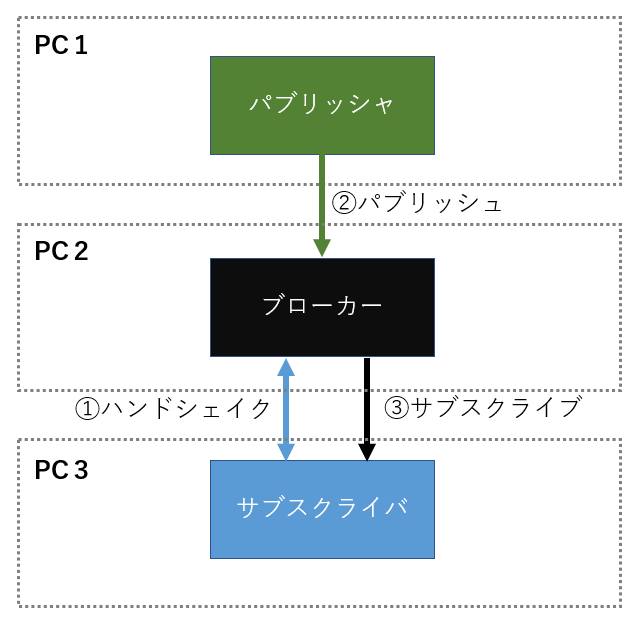 PC 1
パブリッシャ
②パブリッシュ
PC 2
ブローカー
①ハンドシェイク
③サブスクライブ
PC 3
サブスクライバ